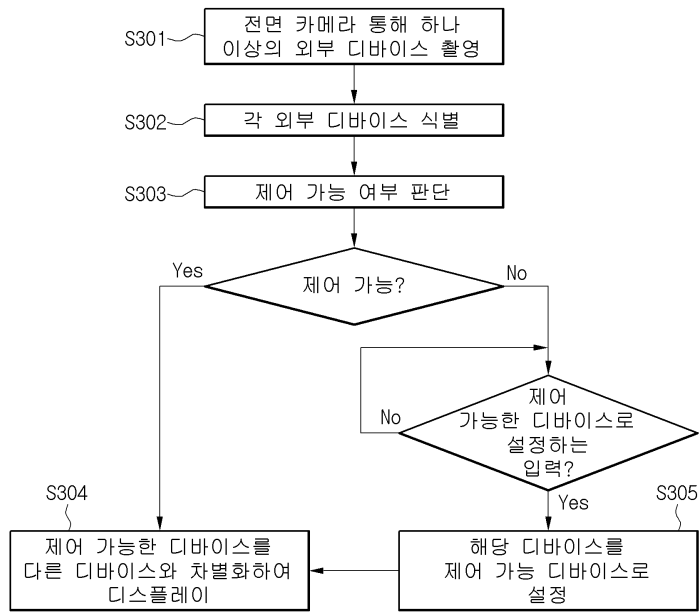 전면 카메라 통해 하나
이상의 외부 디바이스 촬영
S301
각 외부 디바이스 식별
S302
제어 가능 여부 판단
S303
제어 가능?
Yes
No
제어
가능한 디바이스로
설정하는
입력?
No
Yes
S304
제어 가능한 디바이스를
다른 디바이스와 차별화하여
디스플레이
S305
해당 디바이스를
제어 가능 디바이스로
설정